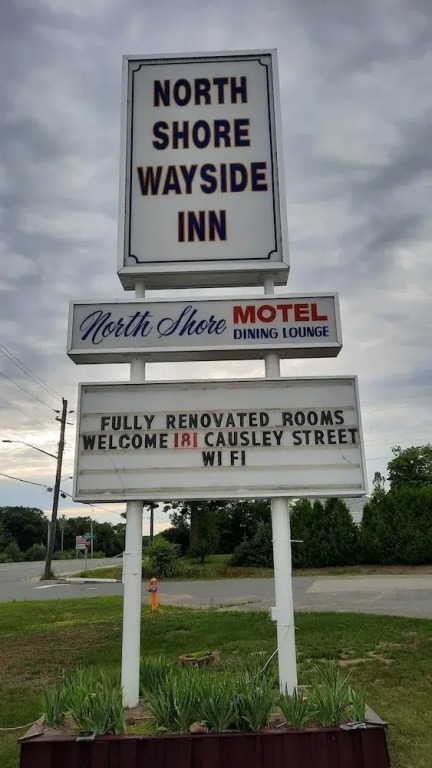 NORTH
SHORE
WAYSIDE
INN
North Shore MOTEL
DINING LOUNGE
FULLY RENOVATED ROOMS
WELCOME 181 CAUSLEY STREET
WI FI